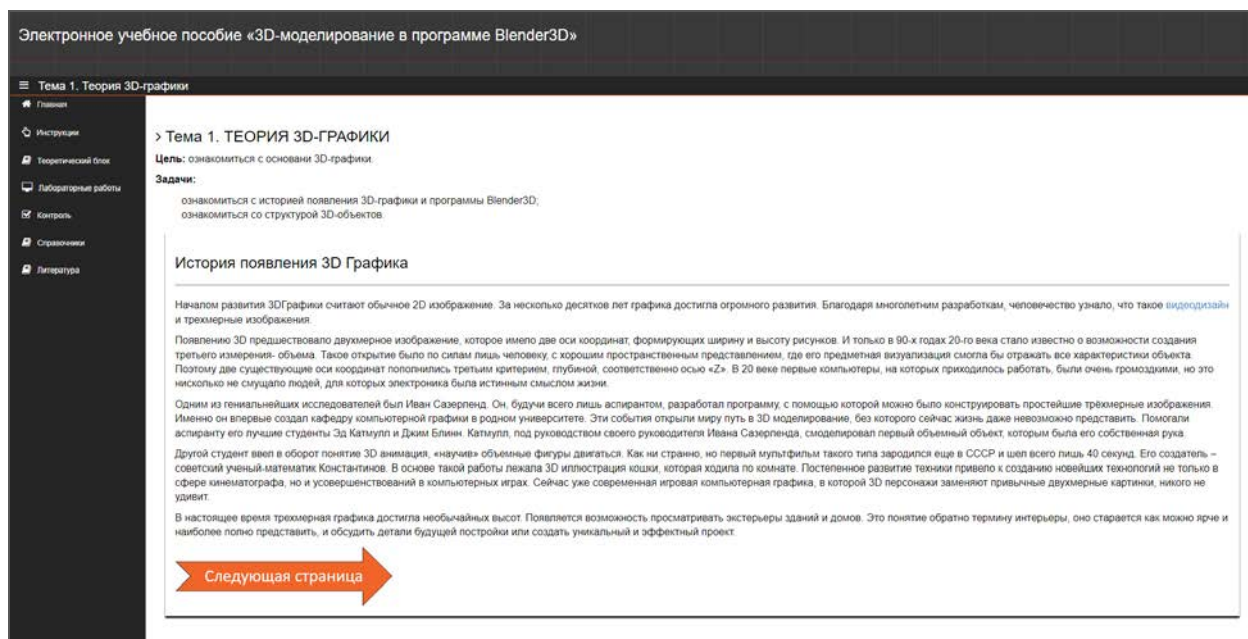 Электронное учебное пособие «3D-моделирование в программе Blender3D»
Тема 1. Теория 3D-графики
Главная
Инструкции
Теоретический блок
Лабораторные работы
Контроль
Справочники
Литература
Тема 1. ТЕОРИЯ 3D-ГРАФИКИ
Цель: ознакомиться с основани 3D-графики.
Задачи:
ознакомиться с историей появления 3D-графики и программы Blender3D;
ознакомиться со структурой 3D-объектов.
История появления 3D Графика
Началом развития 3DГрафики считают обычное 2D изображение. За несколько десятков лет графика достигла огромного развития. Благодаря многолетним разработкам, человечество узнало, что такое видеодизайн
и трехмерные изображения.
Появлению 3D предшествовало двухмерное изображение, которое имело две оси координат, формирующих ширину и высоту рисунков. И только в 90-х годах 20-го века стало известно о возможности создания
третьего измерения- объема. Такое открытие было по силам лишь человеку, с хорошим пространственным представлением, где его предметная визуализация смогла бы отражать все характеристики объекта.
Поэтому две существующие оси координат пополнились третьим критерием, глубиной, соответственно осью «Z». В 20 веке первые компьютеры, на которых приходилось работать, были очень громоздкими, но это
нисколько не смущало людей, для которых электроника была истинным смыслом жизни.
Одним из гениальнейших исследователей был Иван Сазерленд. Он, будучи всего лишь аспирантом, разработал программу, с помощью которой можно было конструировать простейшие трёхмерные изображения.
Именно он впервые создал кафедру компьютерной графики в родном университете. Эти события открыли миру путь в 3D моделирование, без которого сейчас жизнь даже невозможно представить. Помогали
аспиранту его лучшие студенты Эд Катмулл и Джим Блинн. Катмулл, под руководством своего руководителя Ивана Сазерленда, смоделировал первый объемный объект, которым была его собственная рука.
Другой студент ввел в оборот понятие 3D анимация, «научив» объемные фигуры двигаться. Как ни странно, но первый мультфильм такого типа зародился еще в СССР и шел всего лишь 40 секунд. Его создатель –
советский ученый-математик Константинов. В основе такой работы лежала 3D иллюстрация кошки, которая ходила по комнате. Постепенное развитие техники привело к созданию новейших технологий не только в
сфере кинематографа, но и усовершенствований в компьютерных играх. Сейчас уже современная игровая компьютерная графика, в которой 3D персонажи заменяют привычные двухмерные картинки, никого не
удивит.
В настоящее время трехмерная графика достигла необычайных высот. Появляется возможность просматривать экстерьеры зданий и домов. Это понятие обратно термину интерьеры, оно старается как можно ярче и
наиболее полно представить, и обсудить детали будущей постройки или создать уникальный и эффектный проект.
Следующая страница